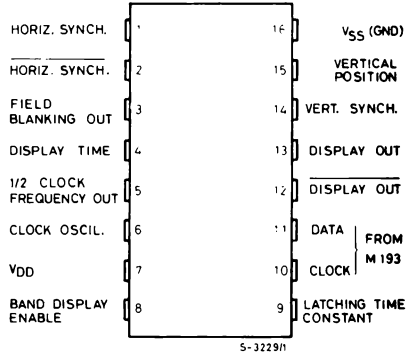 HORIZ. SYNCH.
1
16
VSS (GND)
HORIZ. SYNCH.
2
15
VERTICAL
POSITION
FIELD
BLANKING OUT
3
14
VERT. SYNCH.
DISPLAY TIME
4
13
DISPLAY OUT
1/2 CLOCK
FREQUENCY OUT
5
12
DISPLAY OUT
CLOCK OSCIL.
6
11
DATA
FROM
M 193
VDD
7
10
CLOCK
BAND DISPLAY
ENABLE
8
9
LATCHING TIME
CONSTANT
S-3229/1